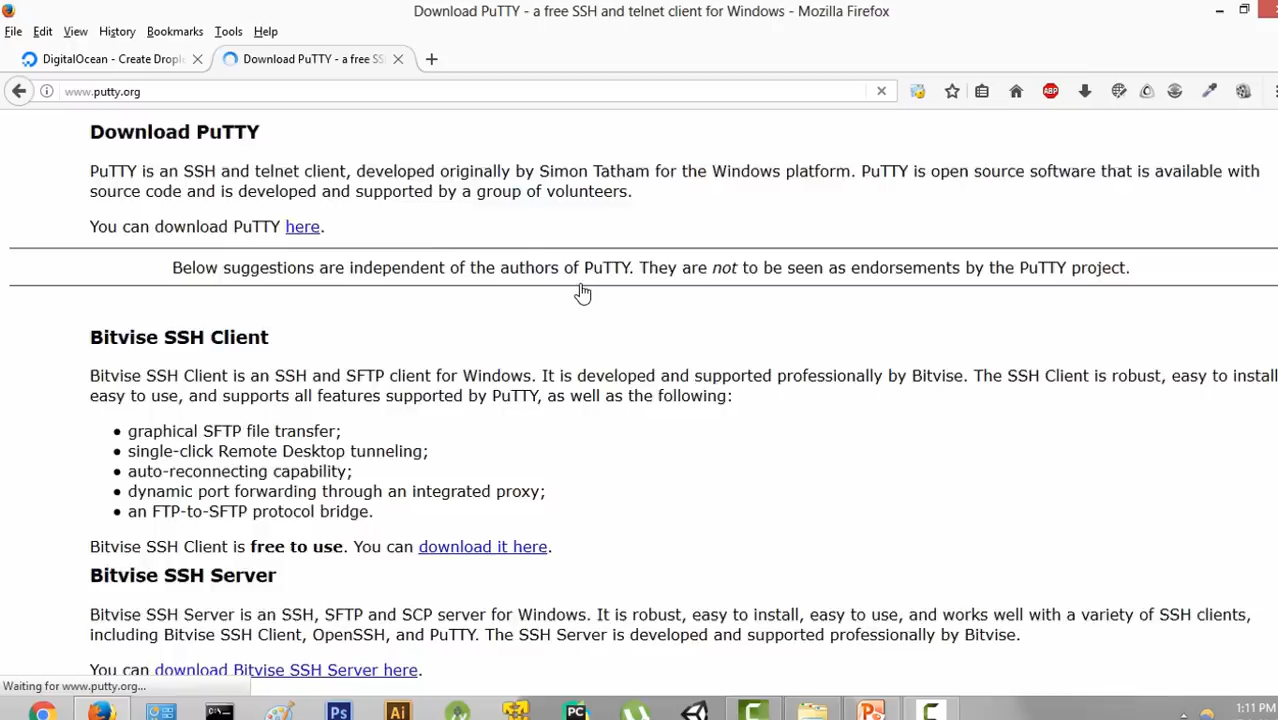 Download PuTTY - a free SSH and telnet client for Windows - Mozilla Firefox
File Edit View History Bookmarks Tools Help
DigitalOcean - Create Drople
Download PuTTY - a free SS
www.putty.org
ABP
Download PuTTY
PuTTY is an SSH and telnet client, developed originally by Simon Tatham for the Windows platform. PuTTY is open source software that is available with
source code and is developed and supported by a group of volunteers.
You can download PuTTY here.
Below suggestions are independent of the authors of PuTTY. They are not to be seen as endorsements by the PuTTY project.
Bitvise SSH Client
Bitvise SSH Client is an SSH and SFTP client for Windows. It is developed and supported professionally by Bitvise. The SSH Client is robust, easy to install
easy to use, and supports all features supported by PuTTY, as well as the following:
• graphical SFTP file transfer;
• single-click Remote Desktop tunneling;
• auto-reconnecting capability;
• dynamic port forwarding through an integrated proxy;
• an FTP-to-SFTP protocol bridge.
Bitvise SSH Client is free to use. You can download it here.
Bitvise SSH Server
Bitvise SSH Server is an SSH, SFTP and SCP server for Windows. It is robust, easy to install, easy to use, and works well with a variety of SSH clients,
including Bitvise SSH Client, OpenSSH, and PuTTY. The SSH Server is developed and supported professionally by Bitvise.
You can download Bitvise SSH Server here.
Waiting for www.putty.org...
Ps
Ai
PC
1:11 PM